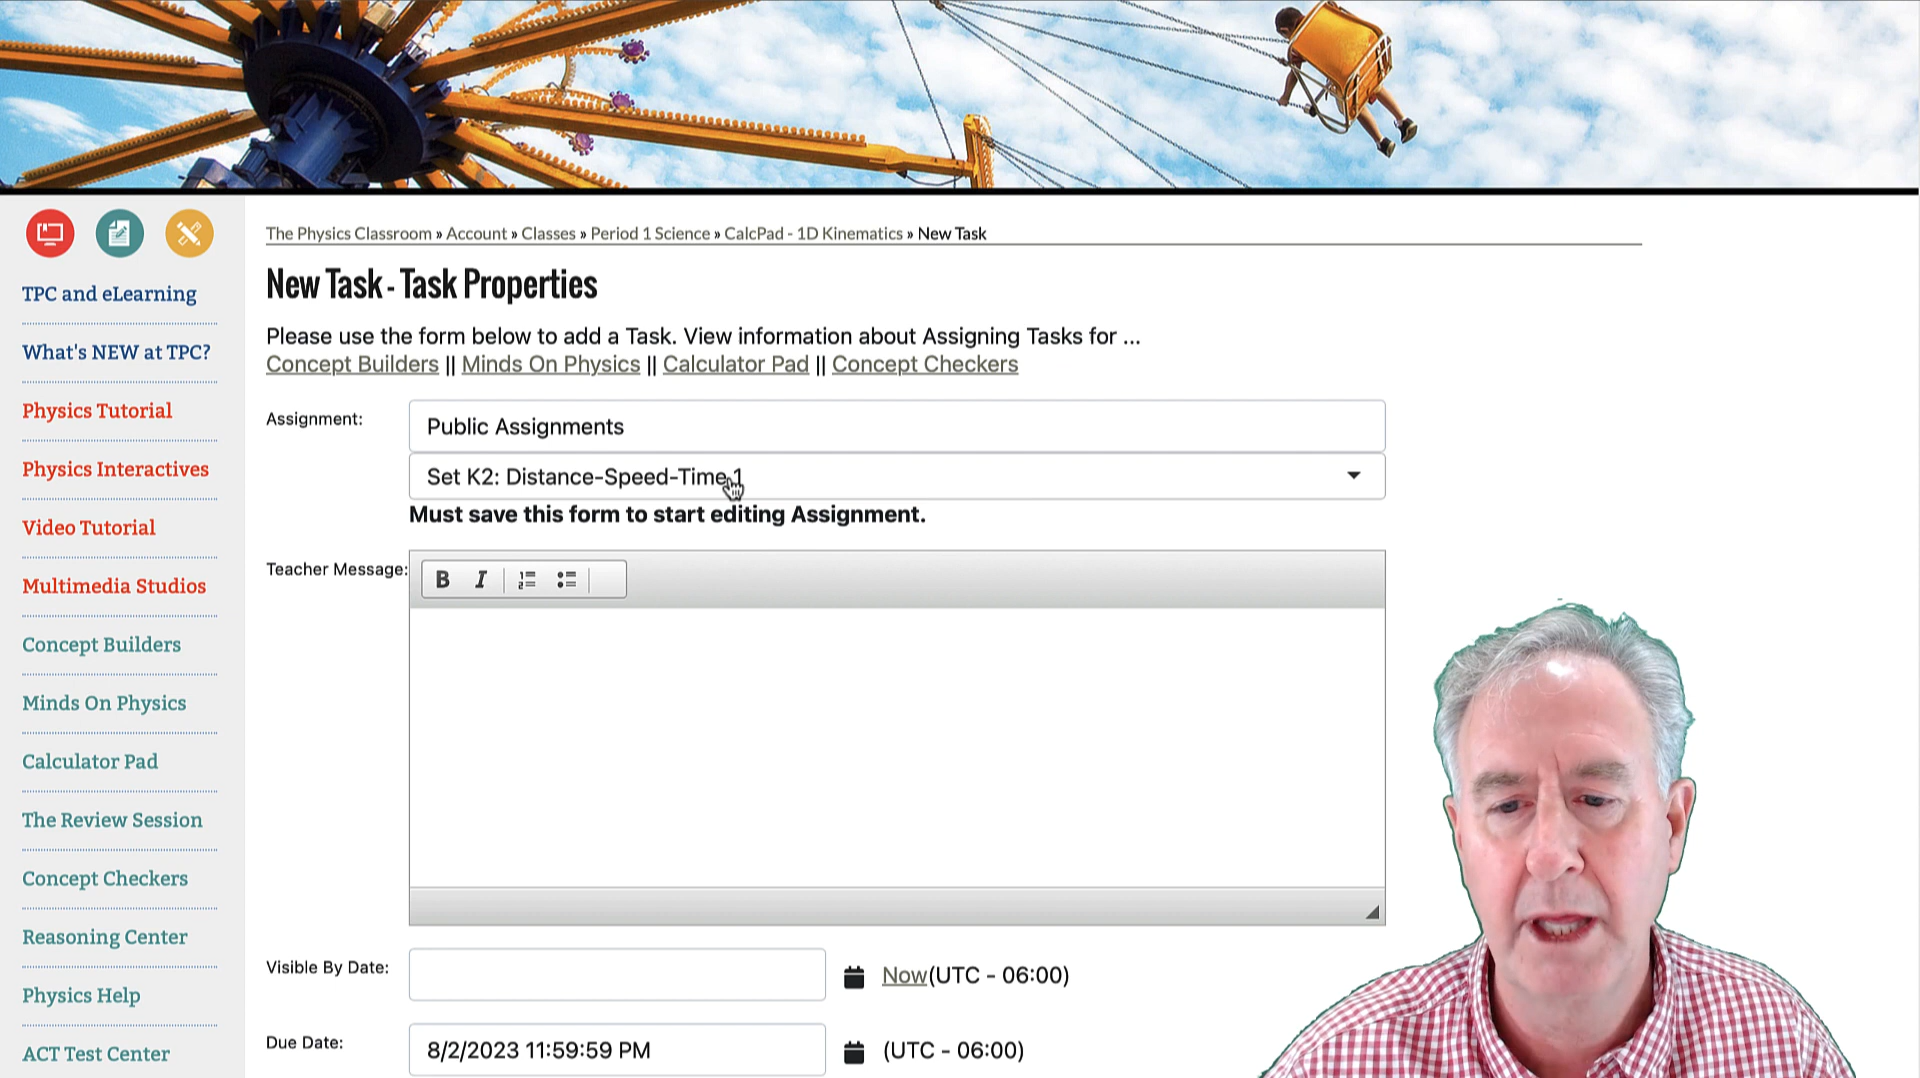 The Physics Classroom » Account » Classes » Period 1 Science » CalcPad - 1D Kinematics » New Task
New Task - Task Properties
Please use the form below to add a Task. View information about Assigning Tasks for ...
Concept Builders || Minds On Physics || Calculator Pad || Concept Checkers
Assignment:
Public Assignments
Set K2: Distance-Speed-Time 1
Must save this form to start editing Assignment.
Teacher Message:
B I
Visible By Date:
Now(UTC - 06:00)
Due Date:
8/2/2023 11:59:59 PM
(UTC - 06:00)
TPC and eLearning
What's NEW at TPC?
Physics Tutorial
Physics Interactives
Video Tutorial
Multimedia Studios
Concept Builders
Minds On Physics
Calculator Pad
The Review Session
Concept Checkers
Reasoning Center
Physics Help
ACT Test Center